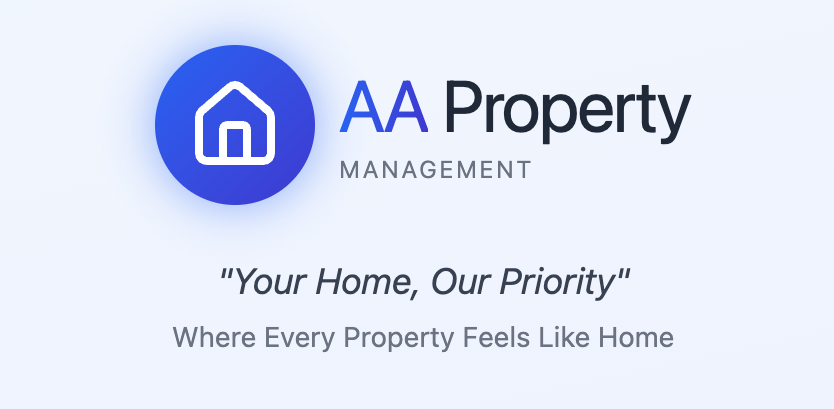 AA Property
MANAGEMENT
"Your Home, Our Priority"
Where Every Property Feels Like Home